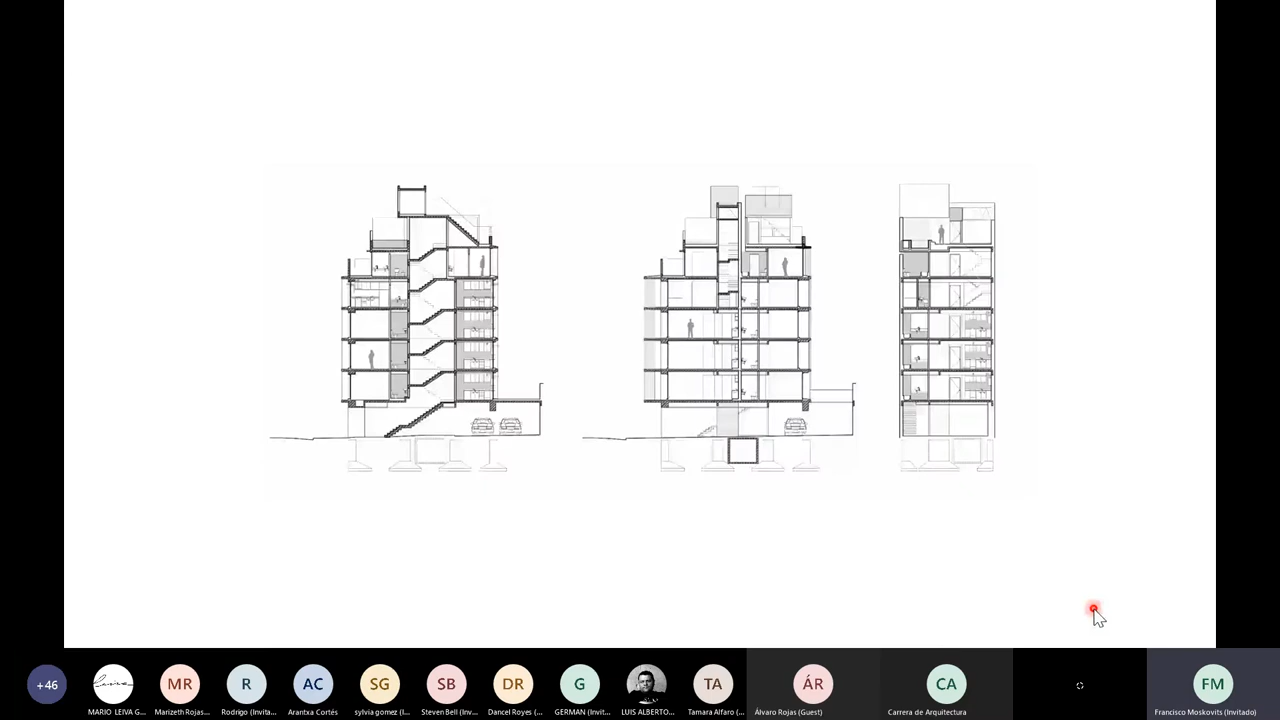 +46
MR
R
AC
SG
SB
DR
G
TA
ÁR
CA
FM
MARIO LEIVA G...
Marizeth Rojas...
Rodrigo (Invita...
Arantxa Cortés
sylvia gomez (I...
Steven Bell (Inv...
Dancel Royes (...
GERMAN (Invit...
LUIS ALBERTO...
Tamara Alfaro (...
Álvaro Rojas (Guest)
Carrera de Arquitectura
Francisco Moskovits (Invitado)